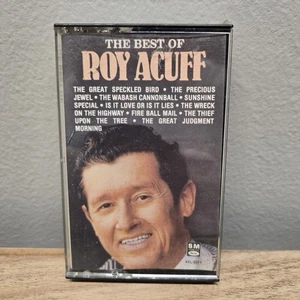 THE BEST OF
ROY ACUFF
THE GREAT SPECKLED BIRD • THE PRECIOUS
JEWEL • THE WABASH CANNONBALL • SUNSHINE
SPECIAL • IS IT LOVE OR IS IT LIES • THE WRECK
ON THE HIGHWAY • FIRE BALL MAIL • THE THIEF
UPON THE TREE • THE GREAT JUDGMENT
MORNING